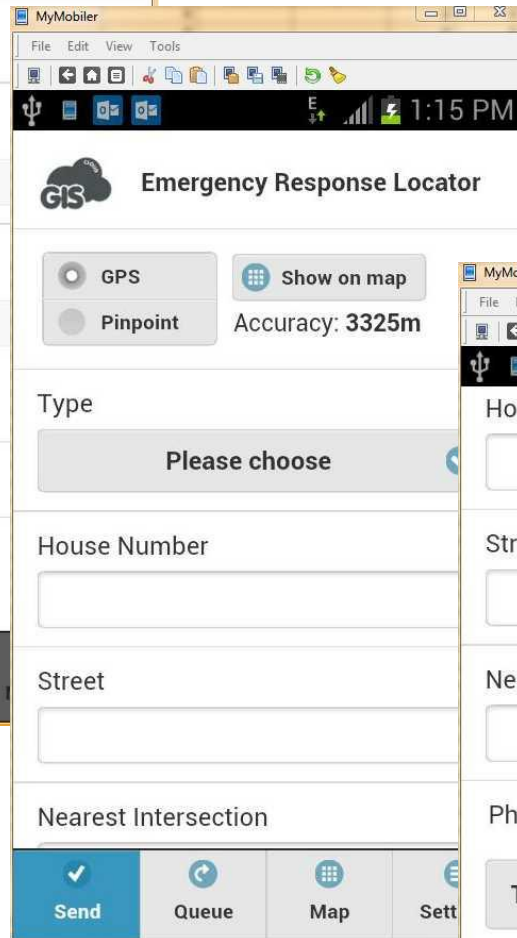 MyMobiler
File Edit View Tools
E
1:15 PM
GIS Emergency Response Locator
GPS
Show on map
Pinpoint
Accuracy: 3325m
Type
Please choose
House Number
Street
Nearest Intersection
Send Queue Map Sett
MyMo
File
Ho
Str
Ne
Ph
T